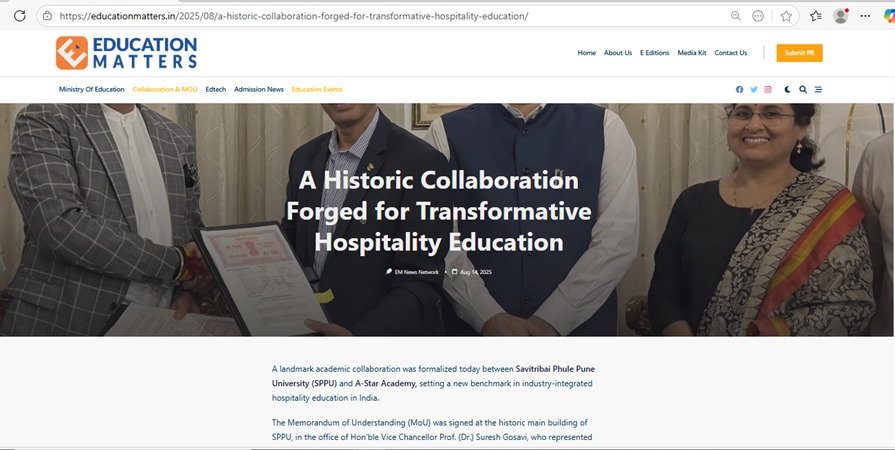 https://educationmatters.in/2025/08/a-historic-collaboration-forged-for-transformative-hospitality-education/
EDUCATION
MATTERS
Home About Us E Editions Media Kit Contact Us Submit PR
Ministry Of Education Collaboration & MOU Edtech Admission News Education Events
A Historic Collaboration
Forged for Transformative
Hospitality Education
EM News Network • Aug 14, 2025
A landmark academic collaboration was formalized today between Savitribai Phule Pune
University (SPPU) and A-Star Academy, setting a new benchmark in industry-integrated
hospitality education in India.
The Memorandum of Understanding (MoU) was signed at the historic main building of
SPPU, in the office of Hon'ble Vice Chancellor Prof. (Dr.) Suresh Gosavi, who represented